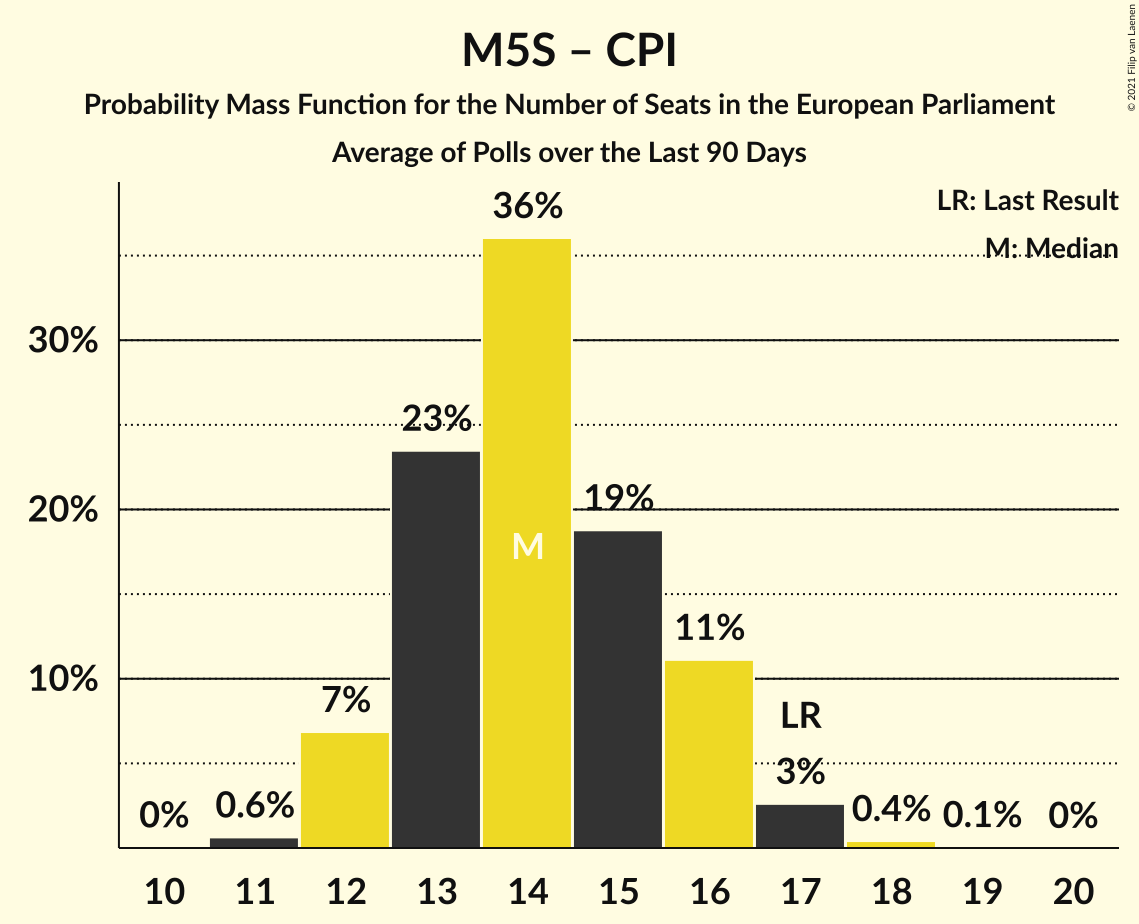 M5S – CPI
Probability Mass Function for the Number of Seats in the European Parliament
Average of Polls over the Last 90 Days
© 2021 Filip van Laenen
LR: Last Result
M: Median
30%
20%
10%
0%
0.6%
7%
23%
36%
M
19%
11%
LR
3%
0.4%
0.1%
0%
10 11 12 13 14 15 16 17 18 19 20